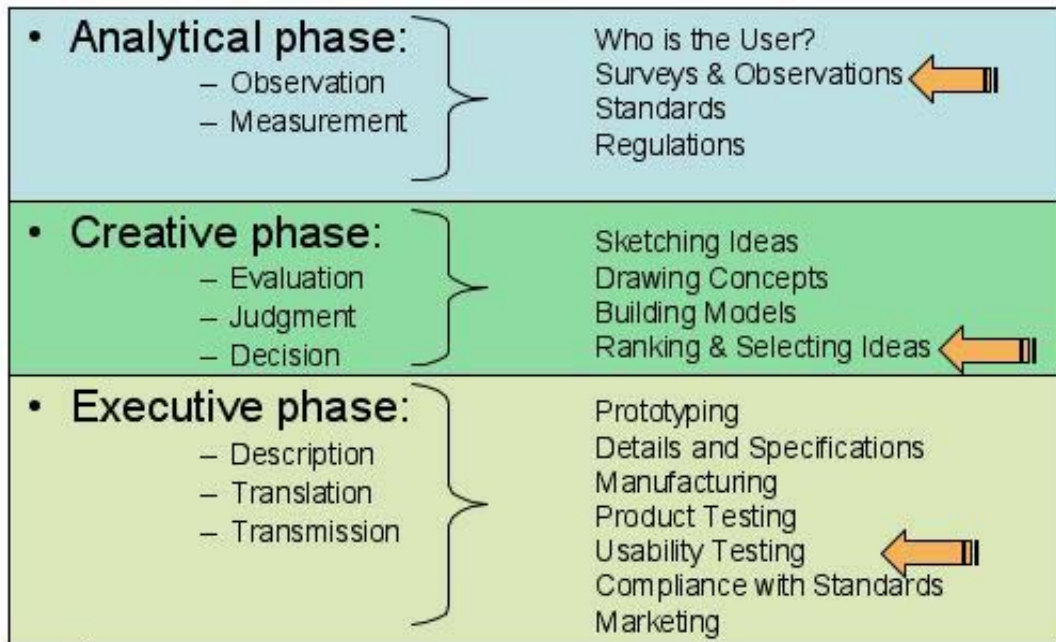 • Analytical phase:
– Observation
– Measurement
Who is the User?
Surveys & Observations
Standards
Regulations
• Creative phase:
– Evaluation
– Judgment
– Decision
Sketching Ideas
Drawing Concepts
Building Models
Ranking & Selecting Ideas
• Executive phase:
– Description
– Translation
– Transmission
Prototyping
Details and Specifications
Manufacturing
Product Testing
Usability Testing
Compliance with Standards
Marketing